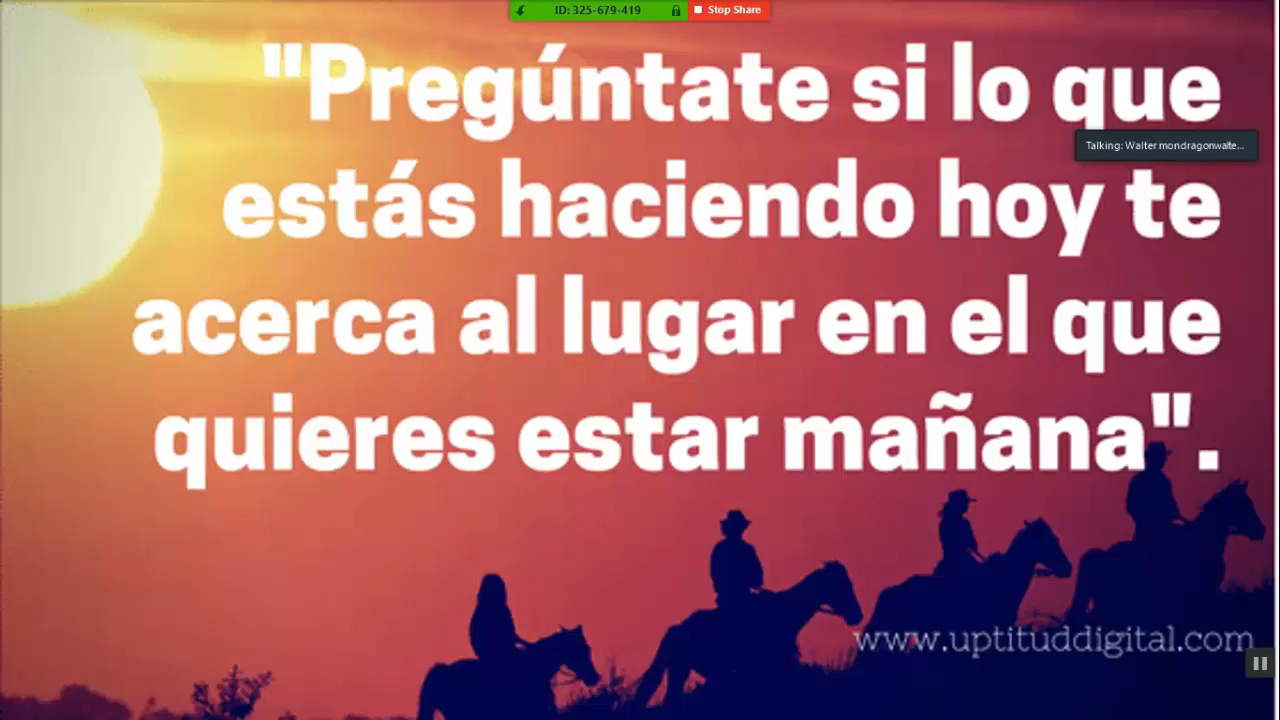 ID: 325-679-419
Stop Share
"Pregúntate si lo que
Talking: Walter mondragonwalte...
estás haciendo hoy te
acerca al lugar en el que
quieres estar mañana".
www.uptituddigital.com